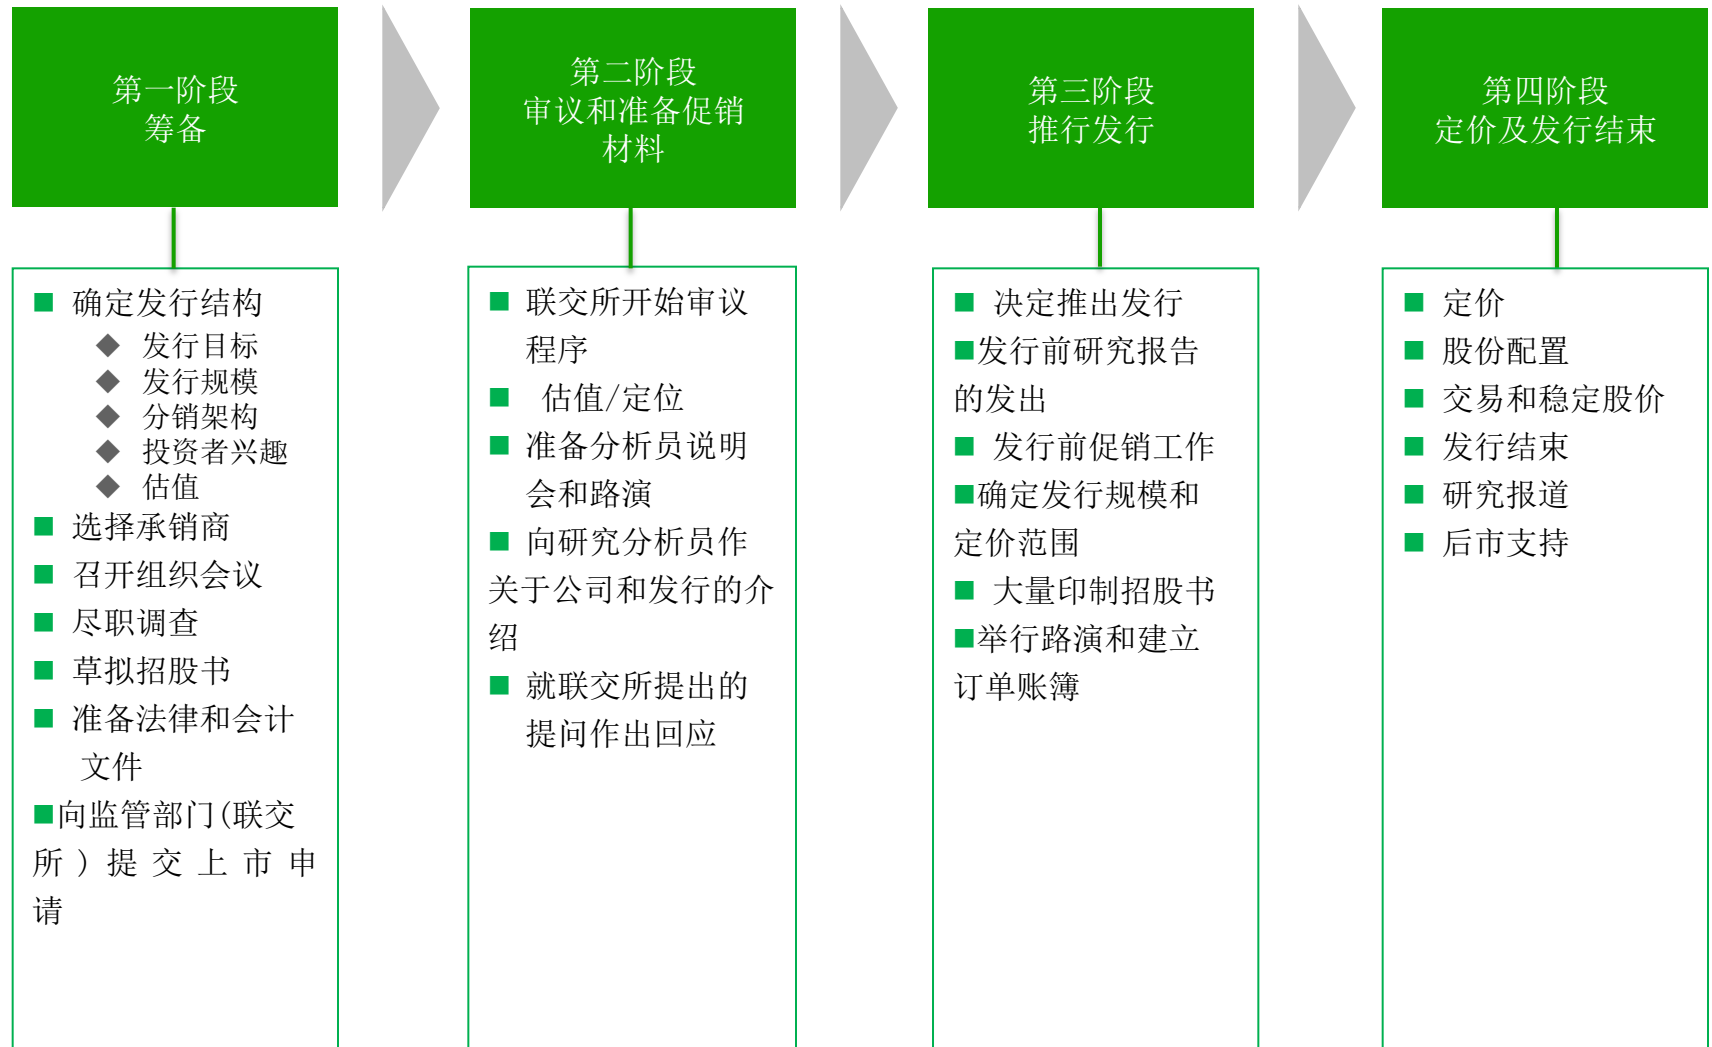 第一阶段
筹备
第二阶段
审议和准备促销
材料
第三阶段
推行发行
第四阶段
定价及发行结束
■ 确定发行结构
◆ 发行目标
◆ 发行规模
◆ 分销架构
◆ 投资者兴趣
◆ 估值
■ 选择承销商
■ 召开组织会议
■ 尽职调查
■ 草拟招股书
■ 准备法律和会计
文件
■向监管部门(联交
所)提交上市申
请
■ 联交所开始审议
程序
■ 估值/定位
■ 准备分析员说明
会和路演
■ 向研究分析员作
关于公司和发行的介
绍
■ 就联交所提出的
提问作出回应
■ 决定推出发行
■发行前研究报告
的发出
■ 发行前促销工作
■确定发行规模和
定价范围
■ 大量印制招股书
■举行路演和建立
订单账簿
■ 定价
■ 股份配置
■ 交易和稳定股价
■ 发行结束
■ 研究报道
■ 后市支持